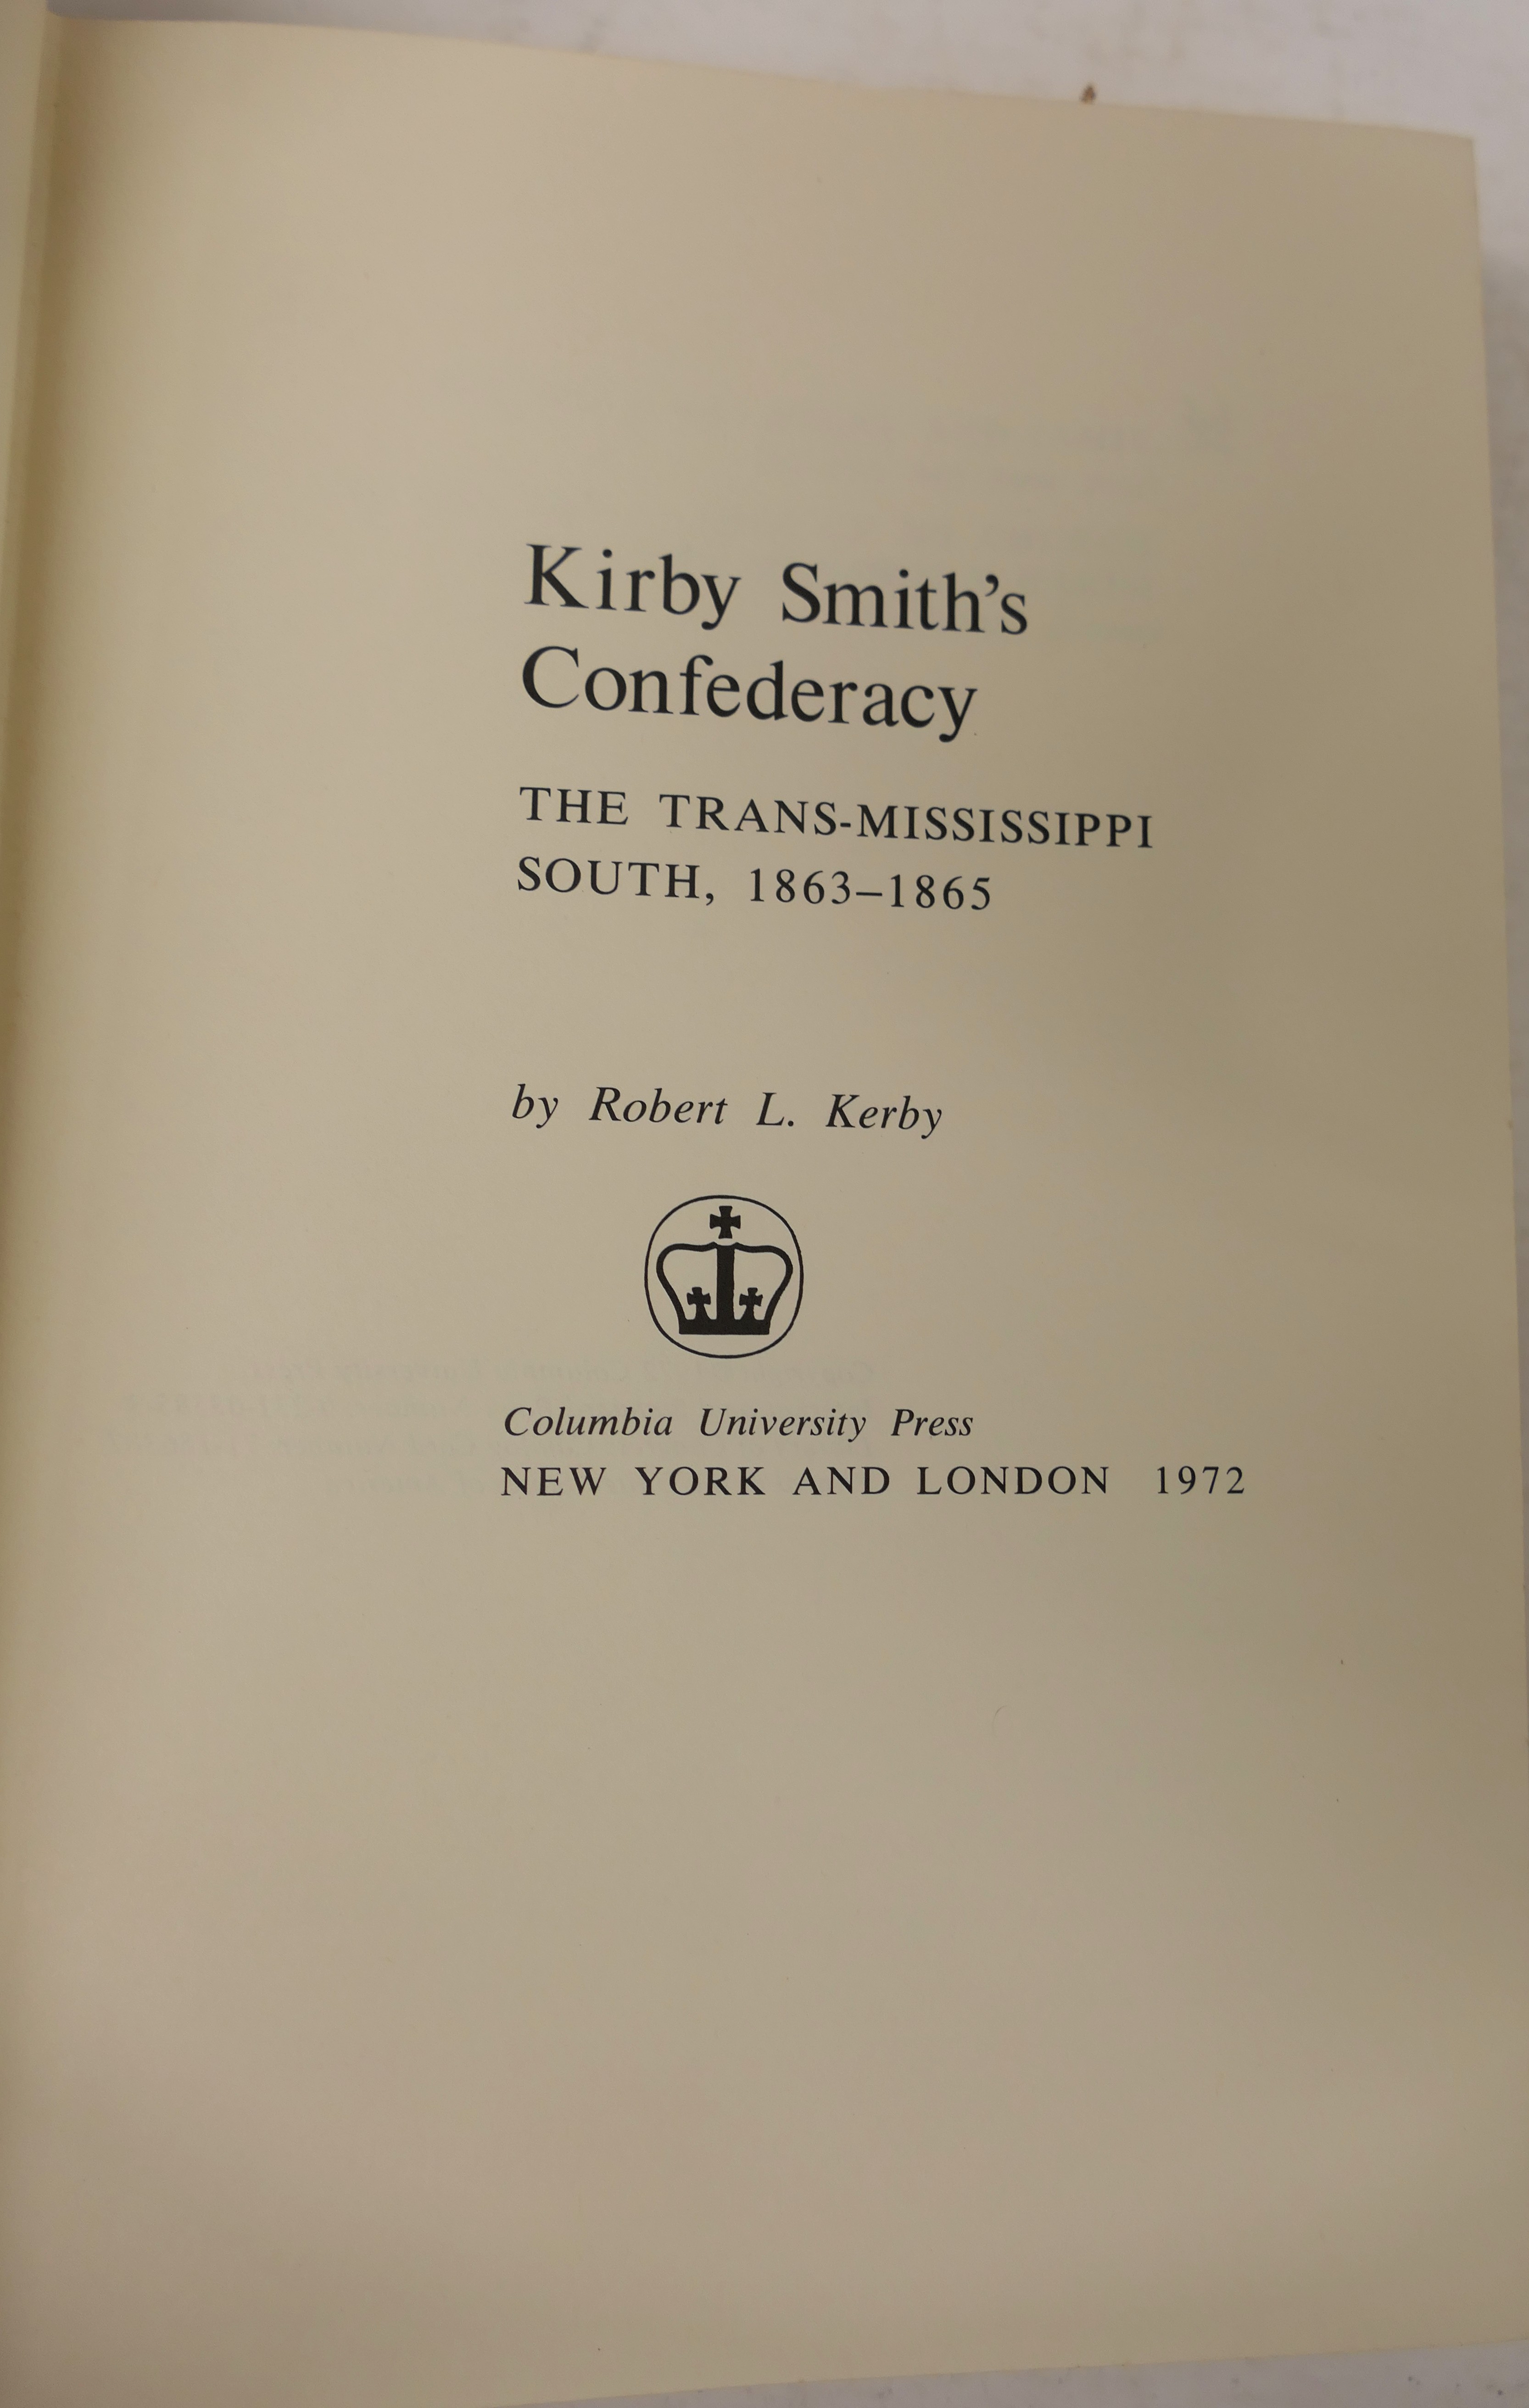 Kirby Smith’s
Confederacy
THE TRANS-MISSISSIPPI
SOUTH, 1863–1865
by Robert L. Kerby
Columbia University Press
NEW YORK AND LONDON 1972